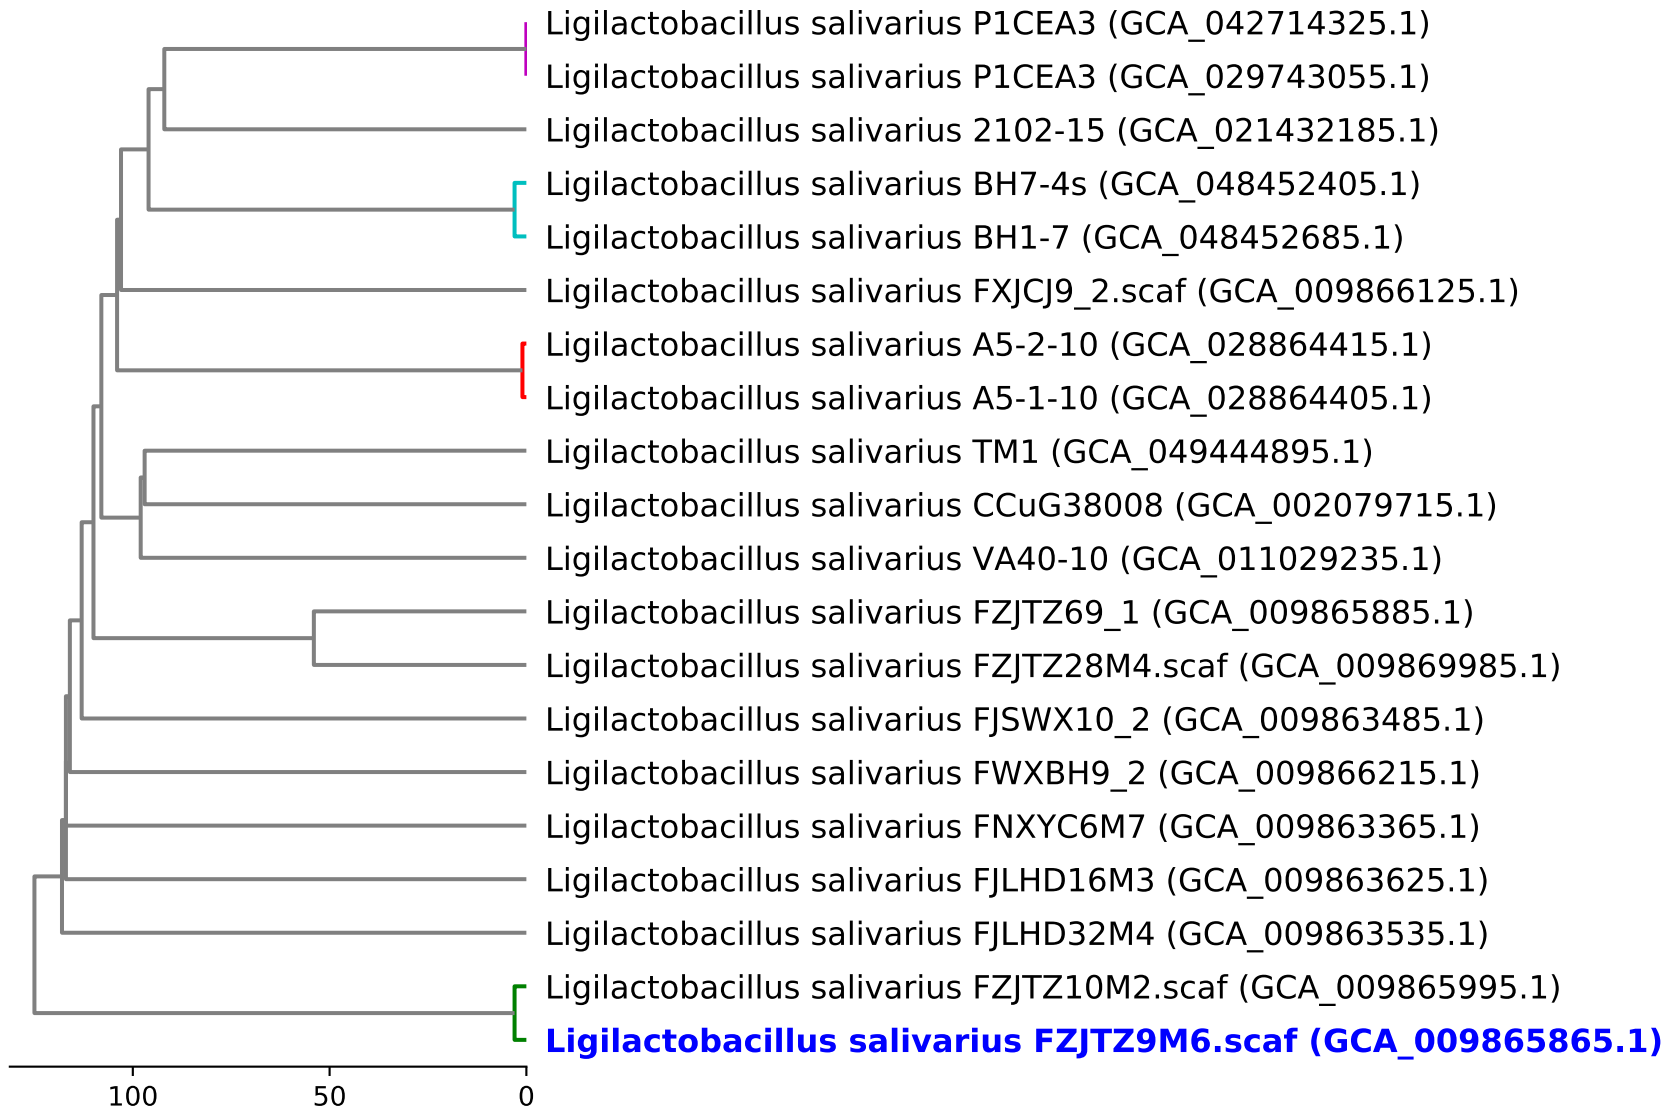 Ligilactobacillus salivarius P1CEA3 (GCA_042714325.1)
Ligilactobacillus salivarius P1CEA3 (GCA_029743055.1)
Ligilactobacillus salivarius 2102-15 (GCA_021432185.1)
Ligilactobacillus salivarius BH7-4s (GCA_048452405.1)
Ligilactobacillus salivarius BH1-7 (GCA_048452685.1)
Ligilactobacillus salivarius FXJCJ9_2.scaf (GCA_009866125.1)
Ligilactobacillus salivarius A5-2-10 (GCA_028864415.1)
Ligilactobacillus salivarius A5-1-10 (GCA_028864405.1)
Ligilactobacillus salivarius TM1 (GCA_049444895.1)
Ligilactobacillus salivarius CCuG38008 (GCA_002079715.1)
Ligilactobacillus salivarius VA40-10 (GCA_011029235.1)
Ligilactobacillus salivarius FZJTZ69_1 (GCA_009865885.1)
Ligilactobacillus salivarius FZJTZ28M4.scaf (GCA_009869985.1)
Ligilactobacillus salivarius FJSWX10_2 (GCA_009863485.1)
Ligilactobacillus salivarius FWXBH9_2 (GCA_009866215.1)
Ligilactobacillus salivarius FNXYC6M7 (GCA_009863365.1)
Ligilactobacillus salivarius FJLHD16M3 (GCA_009863625.1)
Ligilactobacillus salivarius FJLHD32M4 (GCA_009863535.1)
Ligilactobacillus salivarius FZJTZ10M2.scaf (GCA_009865995.1)
Ligilactobacillus salivarius FZJTZ9M6.scaf (GCA_009865865.1)
100 50 0